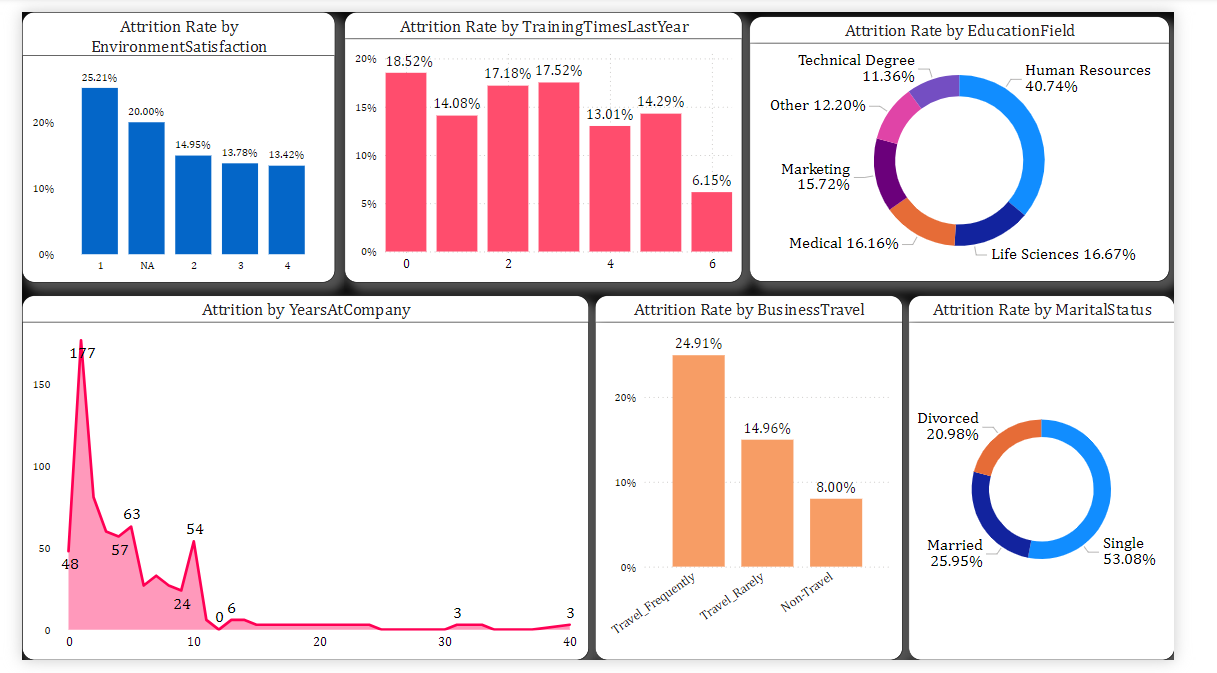 Attrition Rate by
EnvironmentSatisfaction
25.21%
20.00%
14.95%
13.78%
13.42%
20%
10%
0%
1
NA
2
3
4
Attrition Rate by TrainingTimesLastYear
20%
15%
10%
5%
0%
18.52%
14.08%
17.18%
17.52%
13.01%
14.29%
6.15%
0
2
4
6
Attrition Rate by EducationField
Technical Degree
11.36%
Human Resources
40.74%
Other 12.20%
Marketing
15.72%
Medical 16.16%
Life Sciences 16.67%
Attrition by YearsAtCompany
150
100
50
0
177
48
63
57
54
24
0
6
3
3
0
10
20
30
40
Attrition Rate by BusinessTravel
24.91%
14.96%
8.00%
20%
10%
0%
Travel_Frequently
Travel_Rarely
Non-Travel
Attrition Rate by MaritalStatus
Divorced
20.98%
Married
25.95%
Single
53.08%